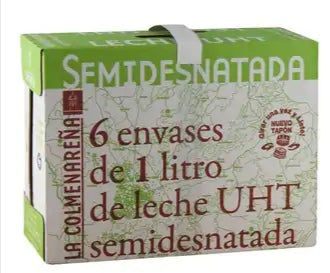 LECHE UHT
SEMIDESNATADA
LA COLMENAREÑA
6 envases
de 1 litro
de leche UHT
semidesnatada
NUEVO
TAPÓN